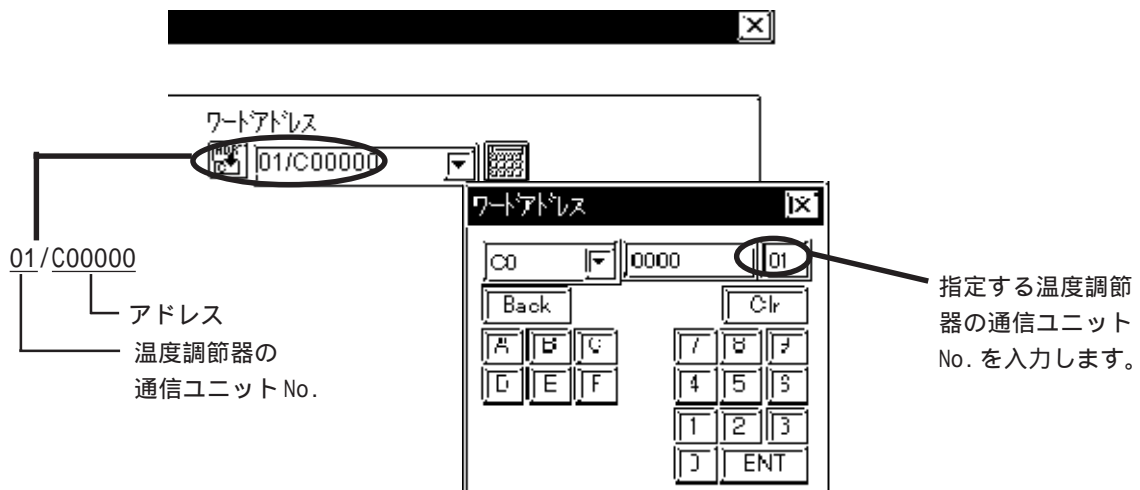 ワードアドレス
01/C00000
ワードアドレス
C0 0000 01
Back Clr
A B C 7 8 9
D E F 4 5 6
1 2 3
0 ENT
01/C00000
アドレス
温度調節器の
通信ユニット No.
指定する温度調節
器の通信ユニット
No. を入力します。